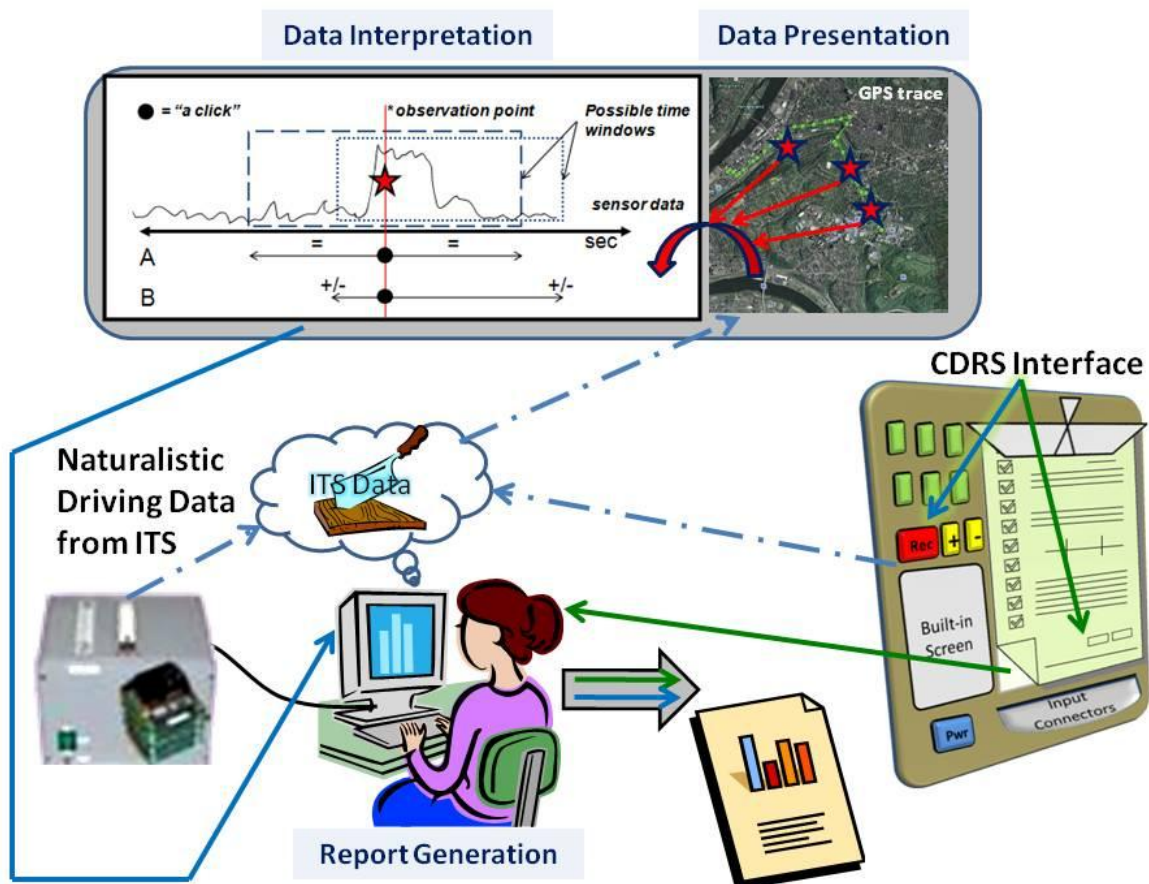 Data Interpretation
Data Presentation
= "a click"
* observation point
Possible time
windows
GPS trace
sensor data
sec
A
=
=
B
+/-
+/-
CDRS Interface
Naturalistic
Driving Data
from ITS
ITS Data
Rec
+
-
Built-in
Screen
Input
Connectors
Pwr
Report Generation